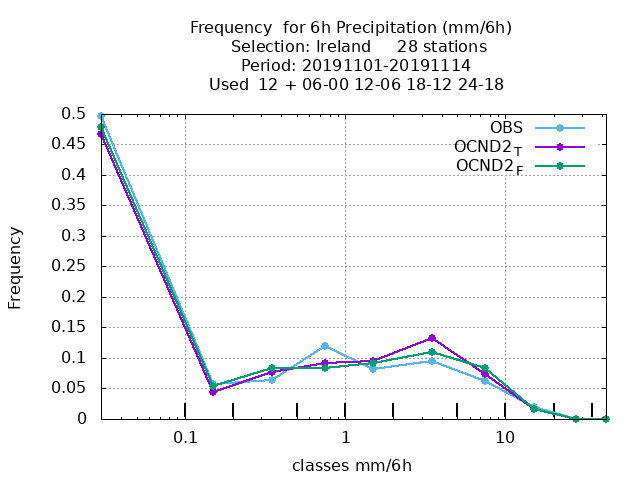 Frequency  for 6h Precipitation (mm/6h)
Selection: Ireland     28 stations
Period: 20191101-20191114
Used  12 + 06-00 12-06 18-12 24-18
OBS
OCND2_T
OCND2_F
Frequency
0.5
0.45
0.4
0.35
0.3
0.25
0.2
0.15
0.1
0.05
0
0.1 1 10
classes mm/6h